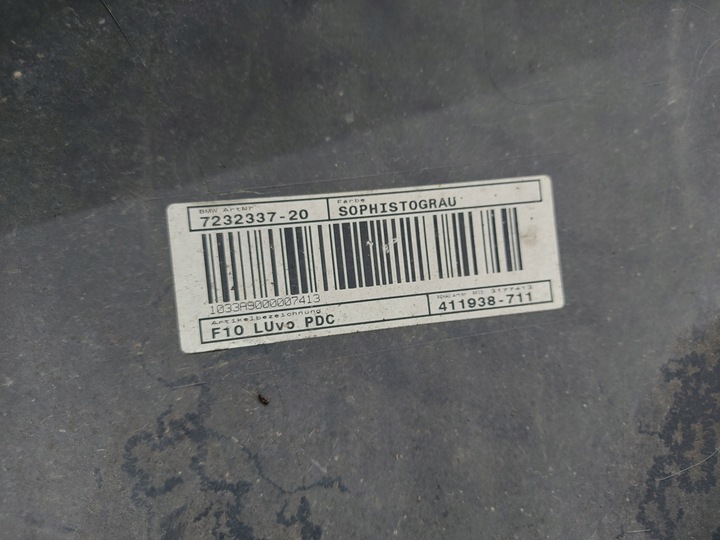 BMW ArtNr
7232337-20
Farbe
SOPHISTOGRAU
1033A9000007413
Artikelbezeichnung
F10 LUvo PDC
411938-711